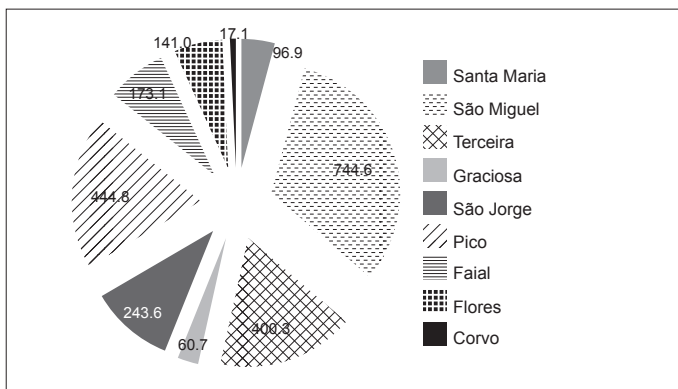 17.1
141.0
96.9
173.1
744.6
444.8
243.6
400.3
60.7
Santa Maria
São Miguel
Terceira
Graciosa
São Jorge
Pico
Faial
Flores
Corvo